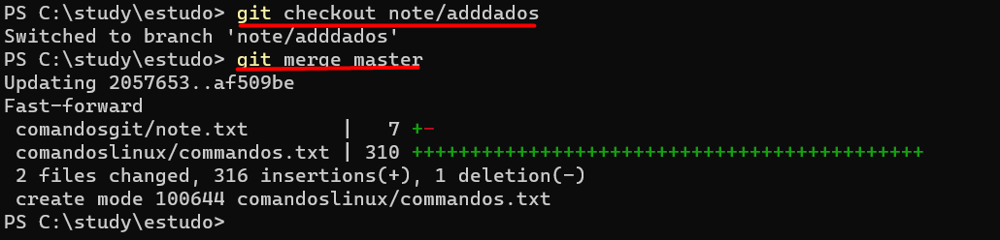 PS C:\study\estudo> git checkout note/adddados
Switched to branch 'note/adddados'
PS C:\study\estudo> git merge master
Updating 2057653..af509be
Fast-forward
 comandosgit/note.txt        |   7 +-
 comandoslinux/commandos.txt | 310 ++++++++++++++++++++++++++++++++++++++++++++
 2 files changed, 316 insertions(+), 1 deletion(-)
 create mode 100644 comandoslinux/commandos.txt
PS C:\study\estudo>